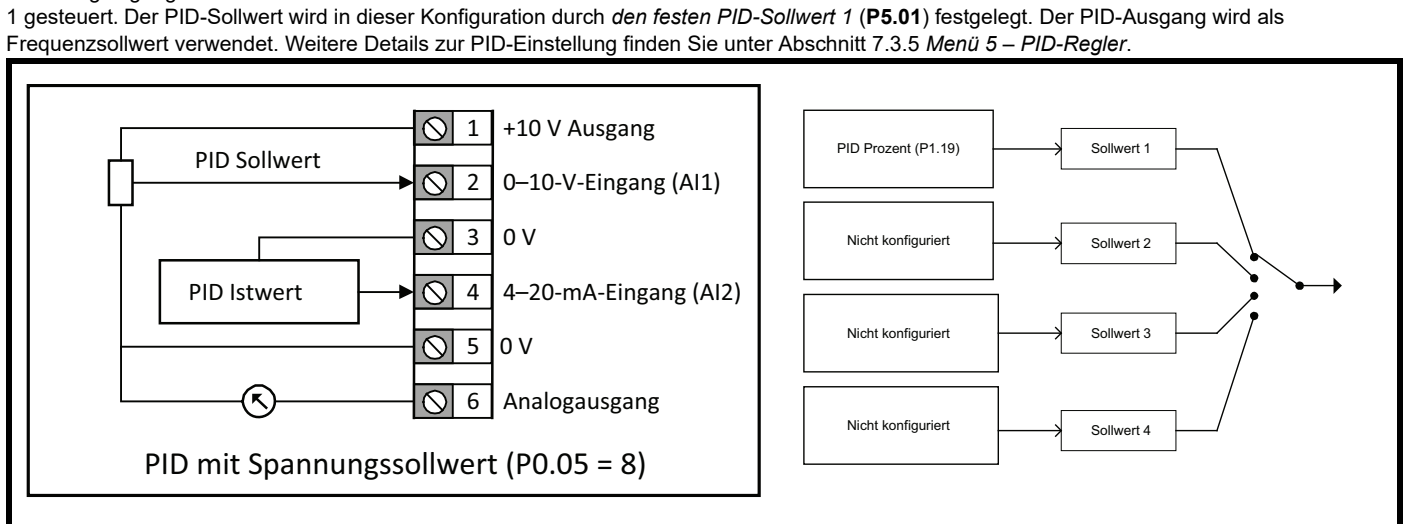 1 gesteuert. Der PID-Sollwert wird in dieser Konfiguration durch den festen PID-Sollwert 1 (P5.01) festgelegt. Der PID-Ausgang wird als
Frequenzsollwert verwendet. Weitere Details zur PID-Einstellung finden Sie unter Abschnitt 7.3.5 Menü 5 – PID-Regler.
1 +10 V Ausgang
PID Sollwert
2 0–10-V-Eingang (AI1)
3 0 V
PID Istwert
4 4–20-mA-Eingang (AI2)
5 0 V
6 Analogausgang
PID mit Spannungssollwert (P0.05 = 8)
PID Prozent (P1.19)
Sollwert 1
Nicht konfiguriert
Sollwert 2
Nicht konfiguriert
Sollwert 3
Nicht konfiguriert
Sollwert 4